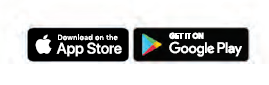 Download on the
App Store
GET IT ON
Google Play